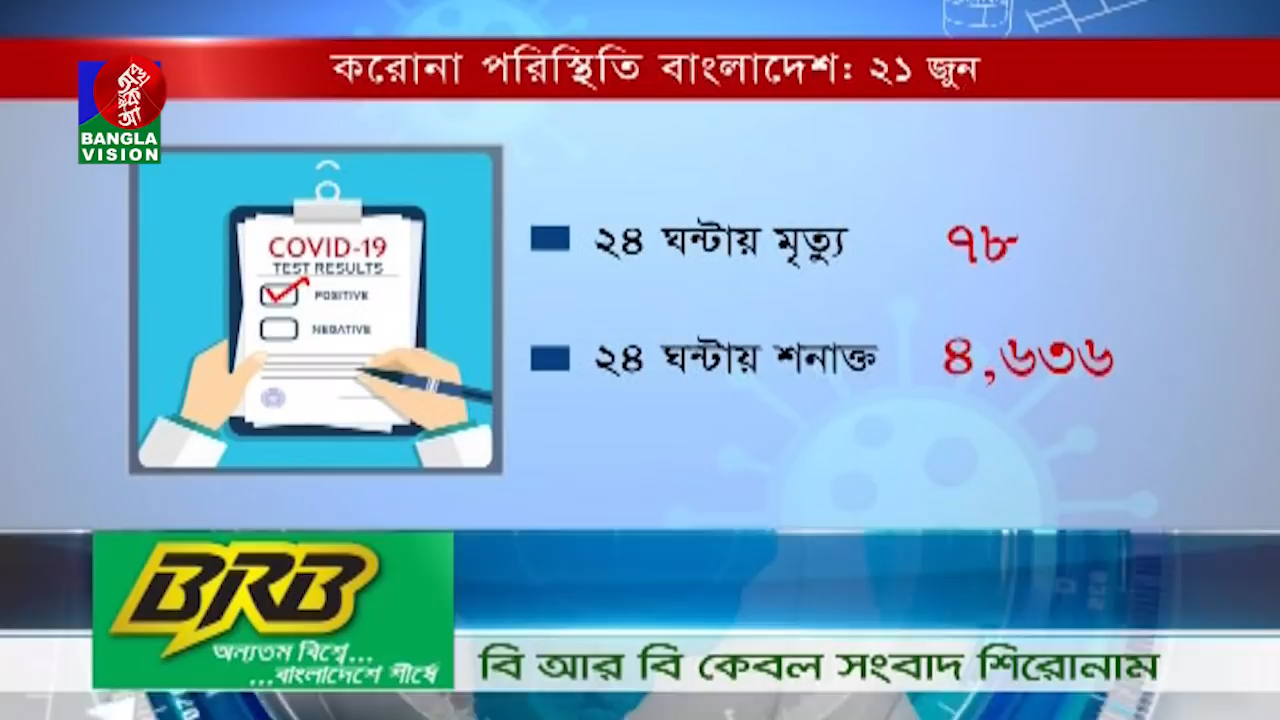 করোনা পরিস্থিতি বাংলাদেশ: ২১ জুন
BANGLA
VISION
COVID-19
TEST RESULTS
POSITIVE
NEGATIVE
২৪ ঘন্টায় মৃত্যু ৭৮
২৪ ঘন্টায় শনাক্ত ৪,৬৩৬
BRB
অন্যতম বিশ্বে...
...বাংলাদেশে শীর্ষে
বি আর বি কেবল সংবাদ শিরোনাম